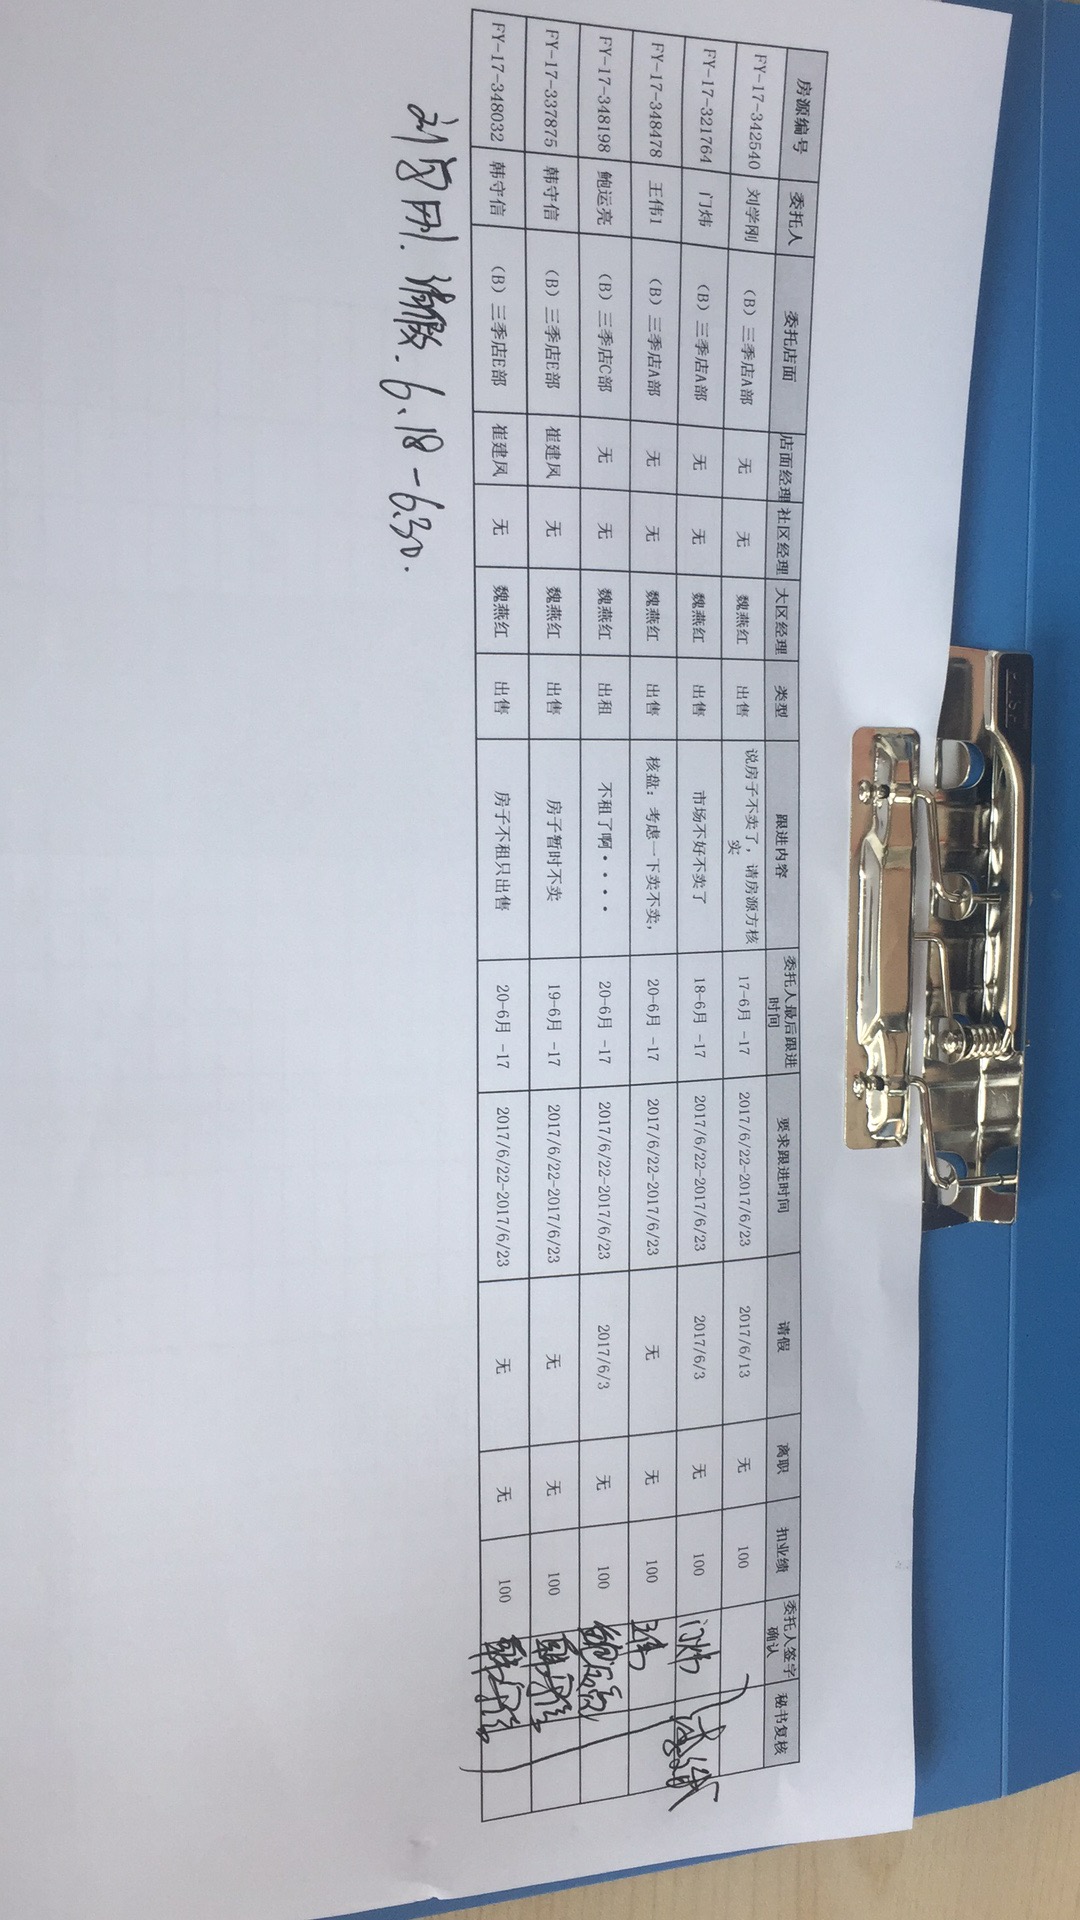 房源编号 委托人 委托店面 店面经理 社区经理 大区经理 类型 跟进内容 委托人最后跟进时间 要求跟进时间 请假 离职 扣业绩 委托人签字确认 秘书复核
FY-17-342540 刘学刚 (B) 三季店A部 无 无 魏燕红 出售 说房子不卖了，请房源方核实 17-6月 -17 2017/6/22-2017/6/23 2017/6/13 无 100
FY-17-321764 门炜 (B) 三季店A部 无 无 魏燕红 出售 市场不好不卖了 18-6月 -17 2017/6/22-2017/6/23 2017/6/3 无 100 门炜
FY-17-348478 王伟1 (B) 三季店A部 无 无 魏燕红 出售 核盘：考虑一下卖不卖， 20-6月 -17 2017/6/22-2017/6/23 无 无 100 王伟
FY-17-348198 鲍运亮 (B) 三季店C部 无 无 魏燕红 出租 不租了啊···· 20-6月 -17 2017/6/22-2017/6/23 2017/6/3 无 100 鲍运亮
FY-17-337875 韩守信 (B) 三季店E部 崔建凤 无 魏燕红 出售 房子暂时不卖 19-6月 -17 2017/6/22-2017/6/23 无 无 100 韩守信
FY-17-348032 韩守信 (B) 三季店E部 崔建凤 无 魏燕红 出售 房子不租只出售 20-6月 -17 2017/6/22-2017/6/23 无 无 100 韩守信
刘学刚. 请假. 6.18-6.30.